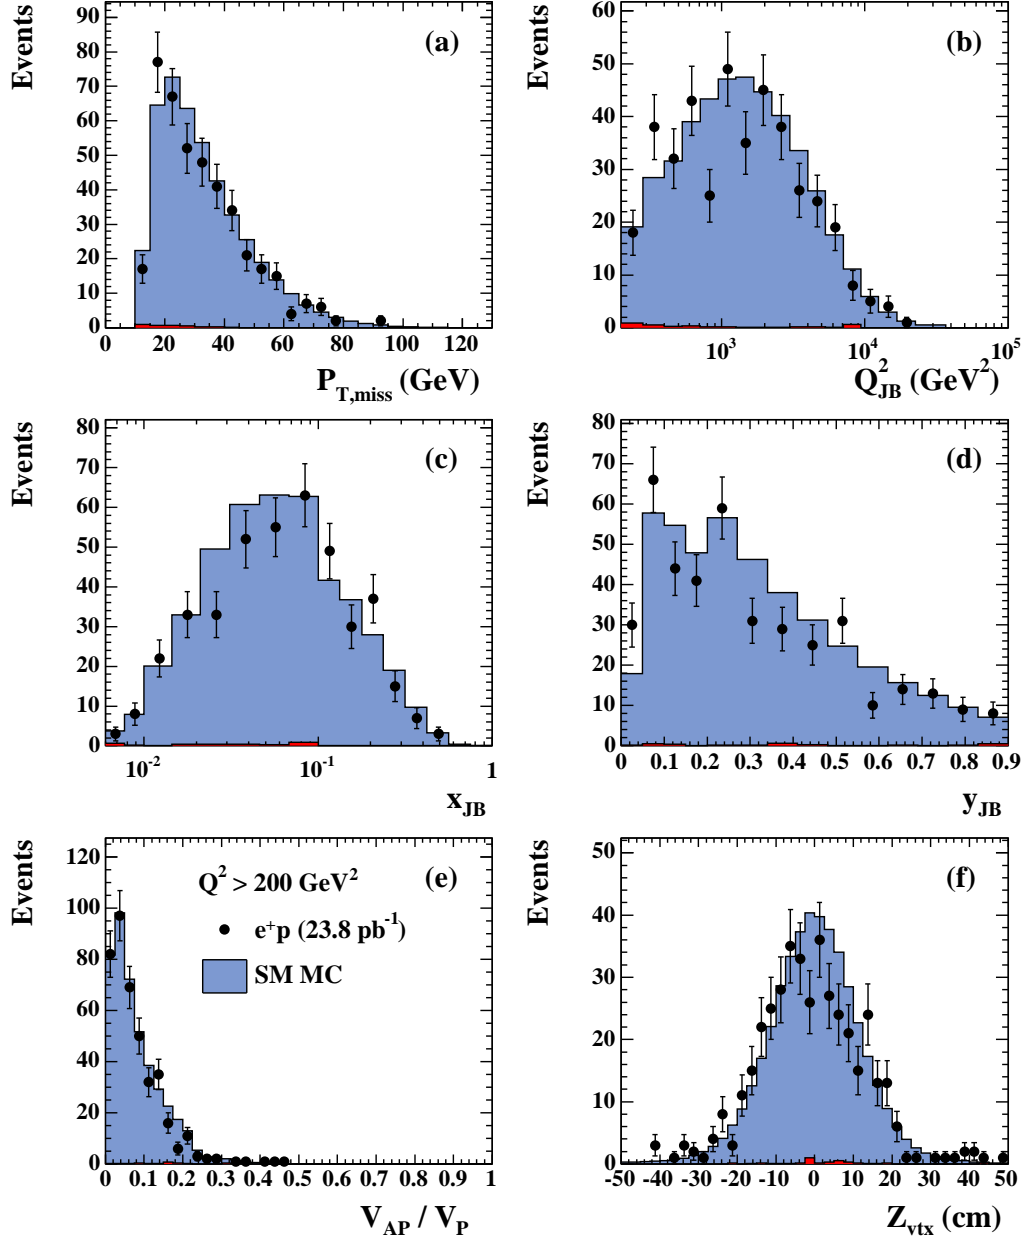 Events
(a)
0 10 20 30 40 50 60 70 80 90
0 20 40 60 80 100 120
P_T,miss (GeV)
Events
(b)
0 10 20 30 40 50 60
10^3 10^4 10^5
Q^2_JB (GeV^2)
Events
(c)
0 10 20 30 40 50 60 70 80
10^-2 10^-1 1
x_JB
Events
(d)
0 10 20 30 40 50 60 70 80
0 0.1 0.2 0.3 0.4 0.5 0.6 0.7 0.8 0.9
y_JB
Events
(e)
0 20 40 60 80 100 120
Q^2 > 200 GeV^2
e^+p (23.8 pb^-1)
SM MC
0 0.1 0.2 0.3 0.4 0.5 0.6 0.7 0.8 0.9 1
V_AP / V_P
Events
(f)
0 10 20 30 40 50
-50 -40 -30 -20 -10 0 10 20 30 40 50
Z_vtx (cm)